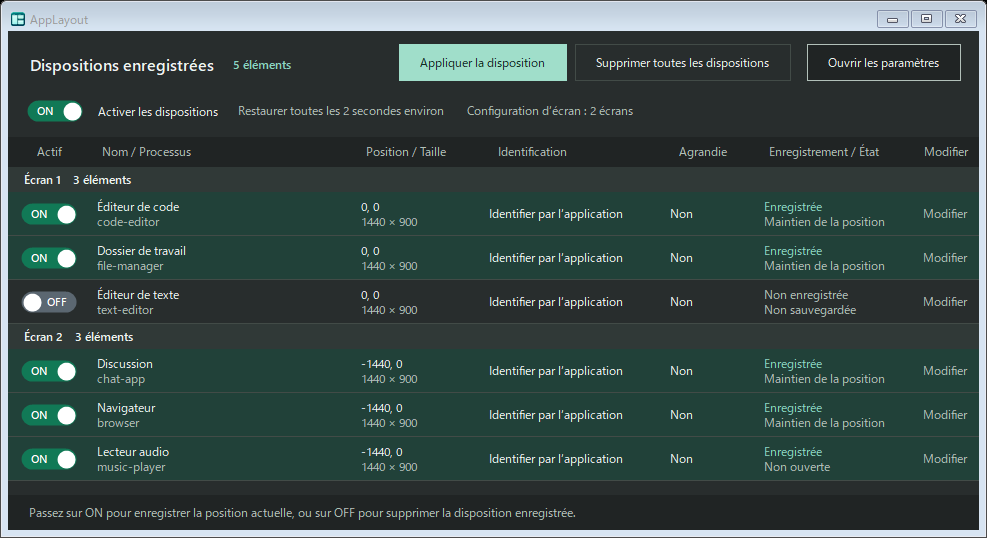 AppLayout
Dispositions enregistrées 5 éléments Appliquer la disposition Supprimer toutes les dispositions Ouvrir les paramètres
ON Activer les dispositions Restaurer toutes les 2 secondes environ Configuration d’écran : 2 écrans
Actif Nom / Processus Position / Taille Identification Agrandie Enregistrement / État Modifier
Écran 1 3 éléments
ON Éditeur de code 0, 0 Identifier par l’application Non Enregistrée Modifier
code-editor 1440 × 900 Maintien de la position
ON Dossier de travail 0, 0 Identifier par l’application Non Enregistrée Modifier
file-manager 1440 × 900 Maintien de la position
OFF Éditeur de texte 0, 0 Identifier par l’application Non Non enregistrée Modifier
text-editor 1440 × 900 Non sauvegardée
Écran 2 3 éléments
ON Discussion -1440, 0 Identifier par l’application Non Enregistrée Modifier
chat-app 1440 × 900 Maintien de la position
ON Navigateur -1440, 0 Identifier par l’application Non Enregistrée Modifier
browser 1440 × 900 Maintien de la position
ON Lecteur audio -1440, 0 Identifier par l’application Non Enregistrée Modifier
music-player 1440 × 900 Non ouverte
Passez sur ON pour enregistrer la position actuelle, ou sur OFF pour supprimer la disposition enregistrée.